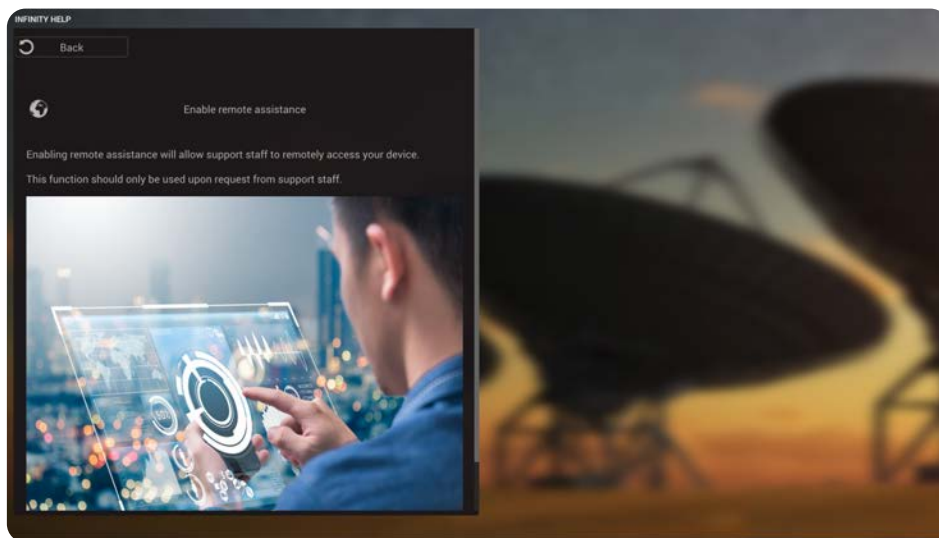 INFINITY HELP
Back
Enable remote assistance
Enabling remote assistance will allow support staff to remotely access your device.
This function should only be used upon request from support staff.
50%